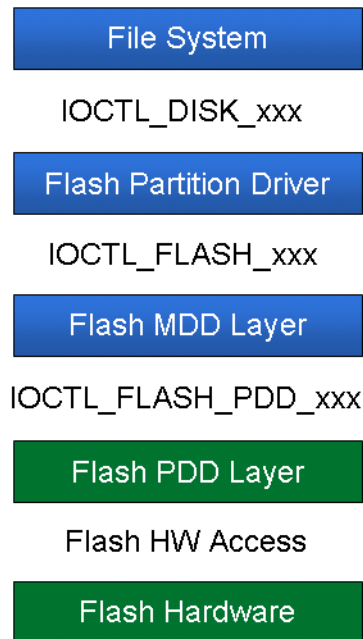 File System
IOCTL_DISK_xxx
Flash Partition Driver
IOCTL_FLASH_xxx
Flash MDD Layer
IOCTL_FLASH_PDD_xxx
Flash PDD Layer
Flash HW Access
Flash Hardware